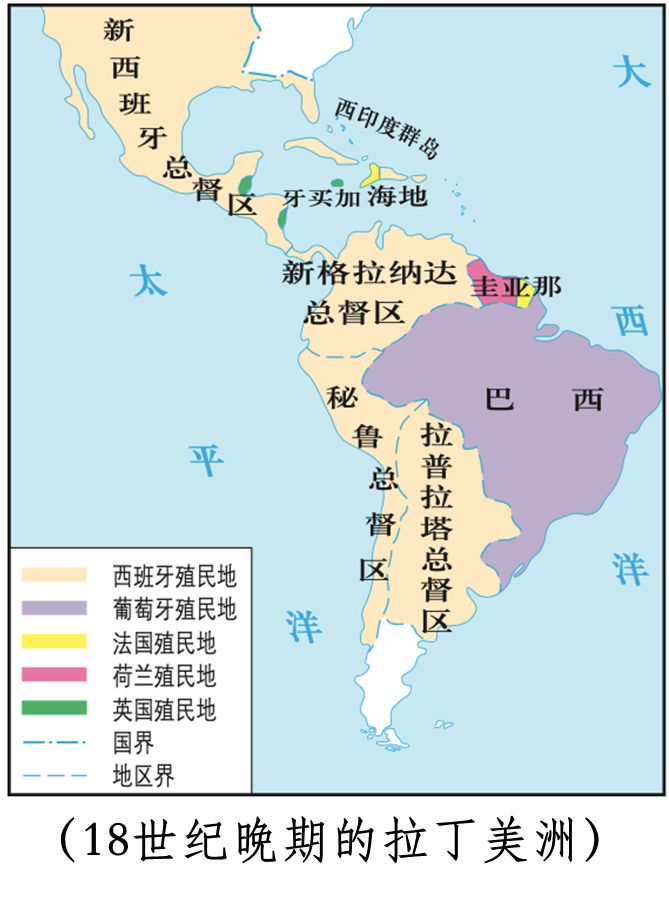 新西班牙总督区
大西洋
西印度群岛
牙买加
海地
太平洋
新格拉纳达
总督区
圭亚那
巴西
秘鲁总督区
拉普拉塔总督区
西班牙殖民地
葡萄牙殖民地
法国殖民地
荷兰殖民地
英国殖民地
国界
地区界
(18世纪晚期的拉丁美洲)